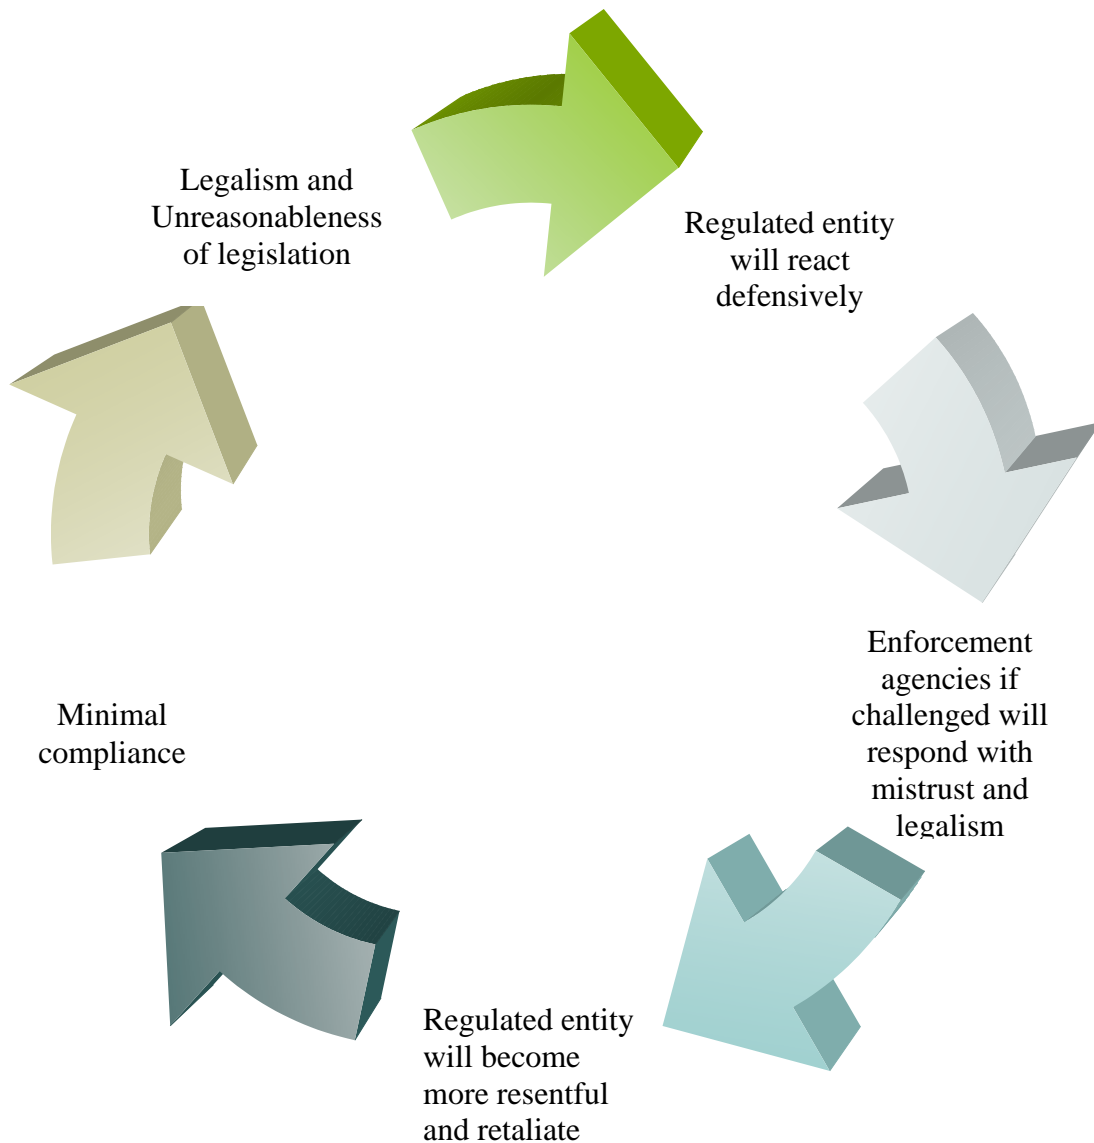 Legalism and
Unreasonableness
of legislation
Regulated entity
will react
defensively
Enforcement
agencies if
challenged will
respond with
mistrust and
legalism
Regulated entity
will become
more resentful
and retaliate
Minimal
compliance